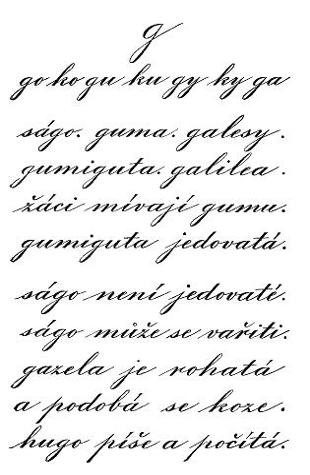 g
go ko gu ku gy ky ga
ságo. guma. galesy.
gumiguta. galilea.
žáci mívají gumu.
gumiguta jedovatá.
ságo není jedovaté.
ságo může se vařiti.
gazela je rohatá
a podobá se koze.
hugo píše a počítá.